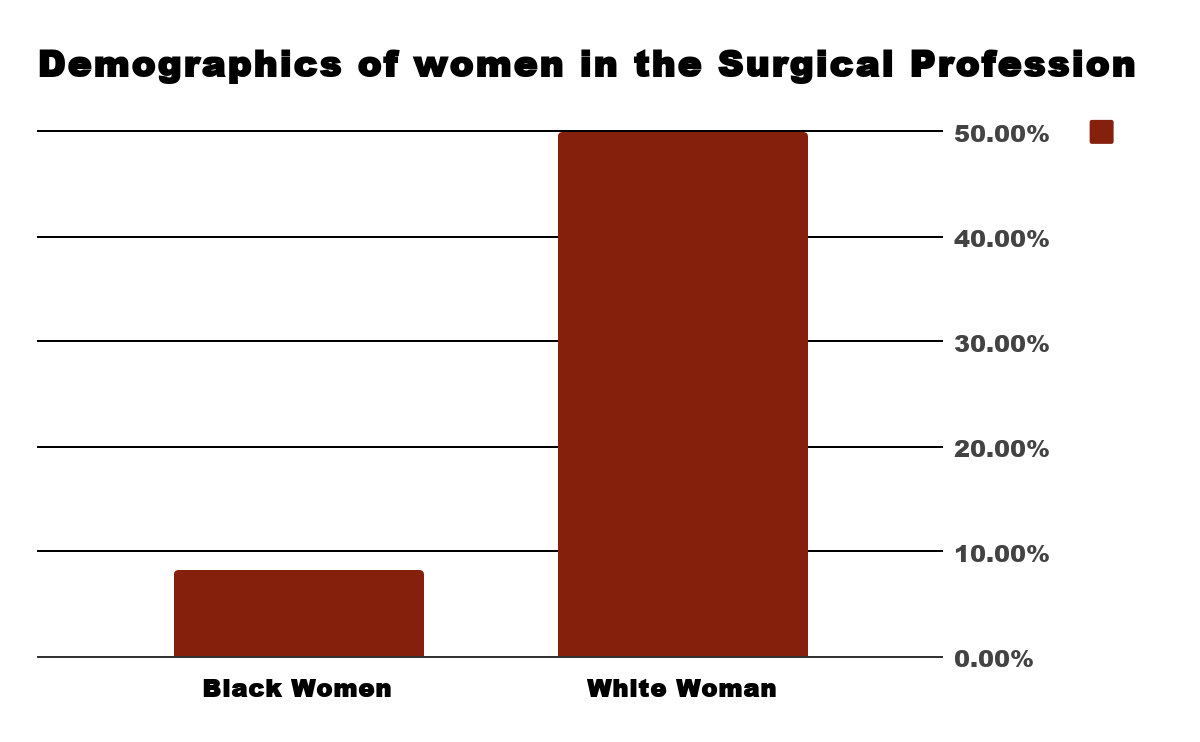 Demographics of women in the Surgical Profession
50.00%
40.00%
30.00%
20.00%
10.00%
0.00%
Black Women
White Woman